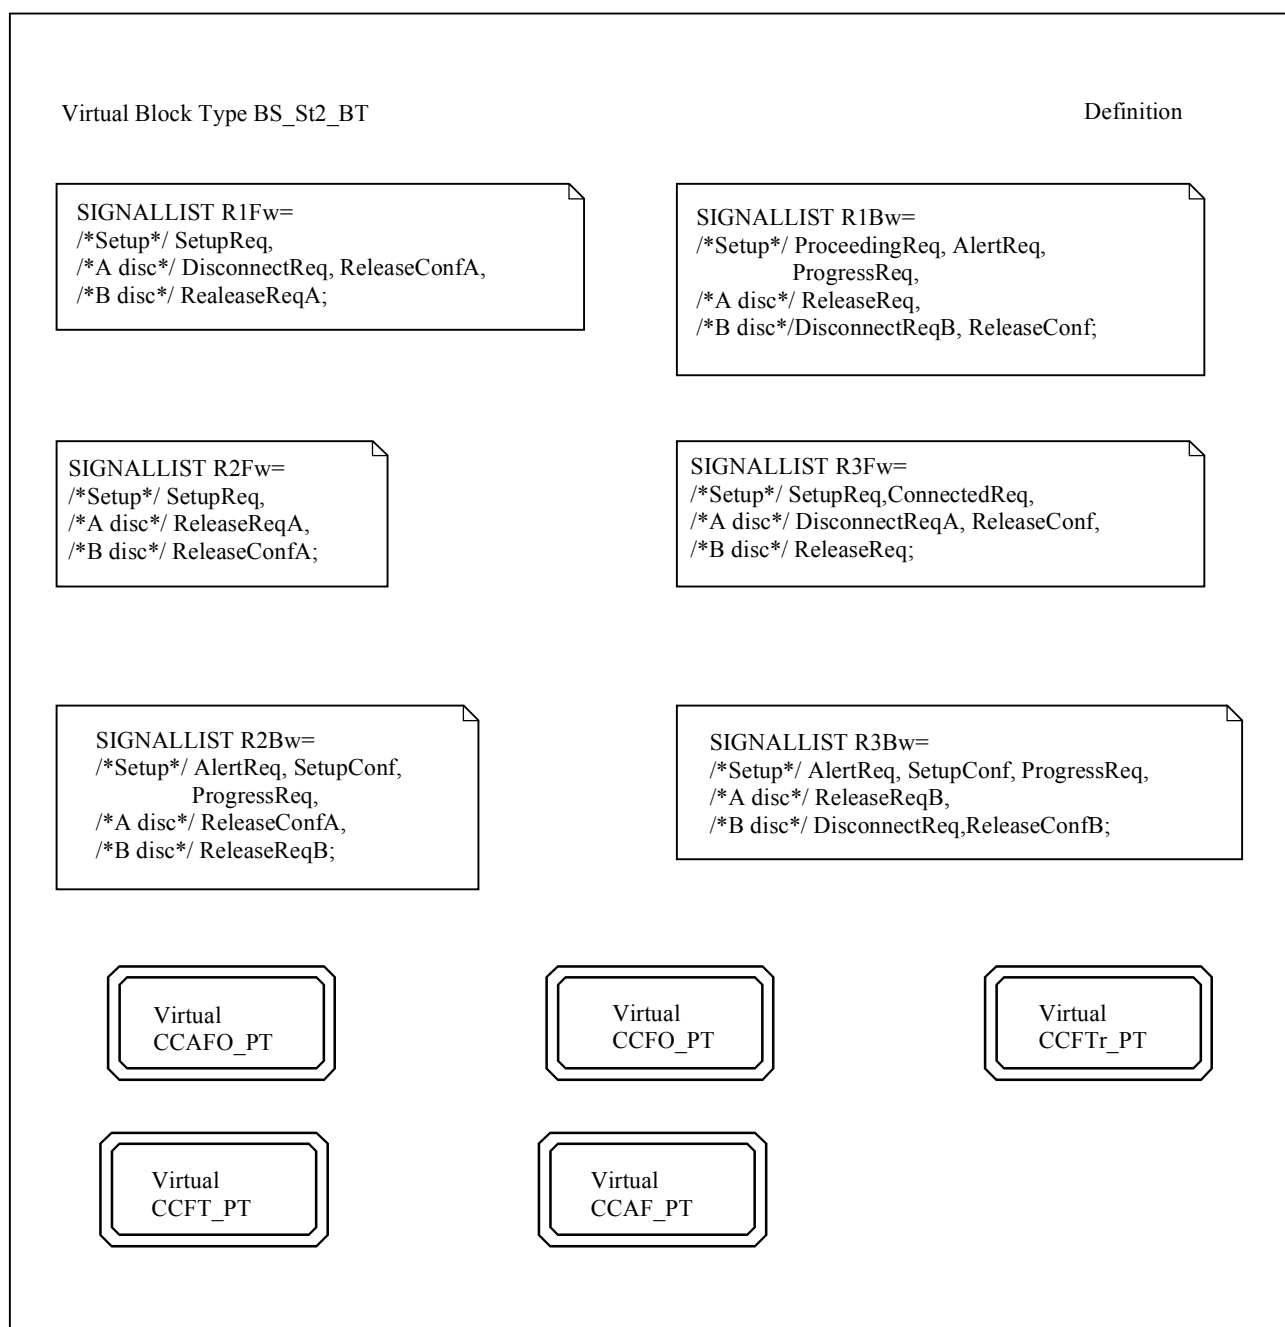 Virtual Block Type BS_St2_BT
Definition
SIGNALLIST R1Fw=
/*Setup*/ SetupReq,
/*A disc*/ DisconnectReq, ReleaseConfA,
/*B disc*/ RealeaseReqA;
SIGNALLIST R1Bw=
/*Setup*/ ProceedingReq, AlertReq,
ProgressReq,
/*A disc*/ ReleaseReq,
/*B disc*/DisconnectReqB, ReleaseConf;
SIGNALLIST R2Fw=
/*Setup*/ SetupReq,
/*A disc*/ ReleaseReqA,
/*B disc*/ ReleaseConfA;
SIGNALLIST R3Fw=
/*Setup*/ SetupReq,ConnectedReq,
/*A disc*/ DisconnectReqA, ReleaseConf,
/*B disc*/ ReleaseReq;
SIGNALLIST R2Bw=
/*Setup*/ AlertReq, SetupConf,
ProgressReq,
/*A disc*/ ReleaseConfA,
/*B disc*/ ReleaseReqB;
SIGNALLIST R3Bw=
/*Setup*/ AlertReq, SetupConf, ProgressReq,
/*A disc*/ ReleaseReqB,
/*B disc*/ DisconnectReq,ReleaseConfB;
Virtual
CCAFO_PT
Virtual
CCFO_PT
Virtual
CCFTr_PT
Virtual
CCFT_PT
Virtual
CCAF_PT